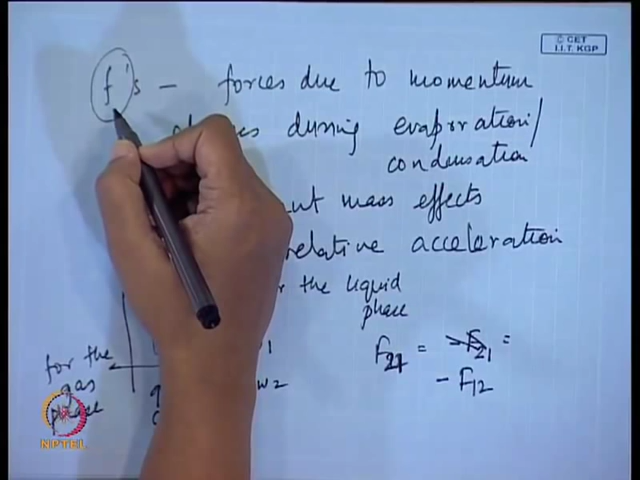 © CET
I.I.T. KGP
f's – forces due to momentum
during evaporation/
condensation
mass effects
relative acceleration
the liquid
phase
for the
gas
phase
F21 = - F21 =
- F12
NPTEL